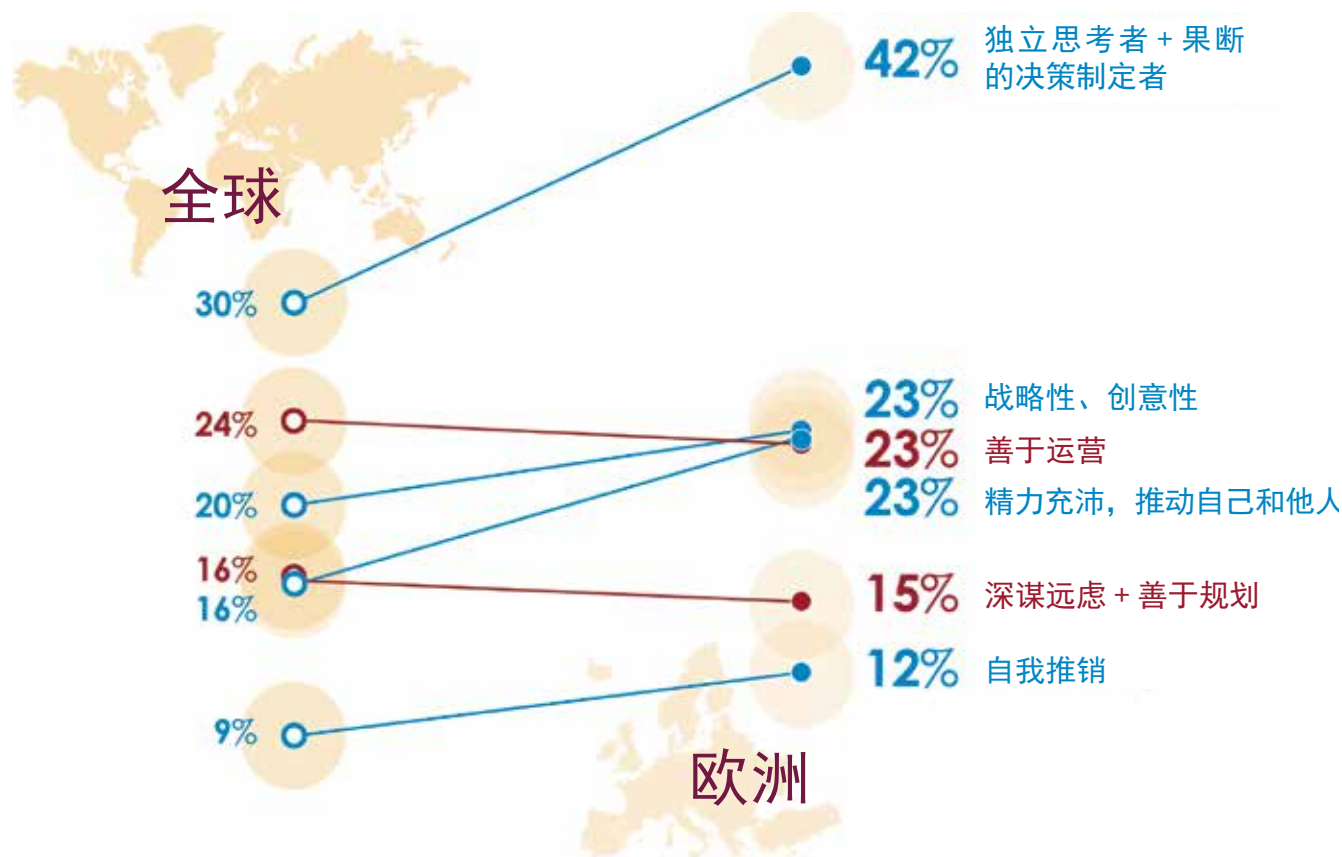 42%
独立思考者 + 果断
的决策制定者
全球
30%
24%
20%
16%
16%
9%
23%
战略性、创意性
23%
善于运营
23%
精力充沛，推动自己和他人
15%
深谋远虑 + 善于规划
12%
自我推销
欧洲